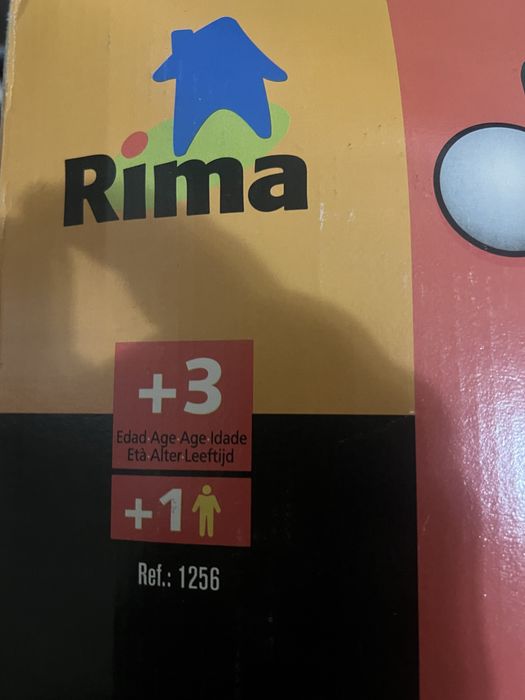 Rima
+3
Edad.Age.Age.Idade
Età.Alter.Leeftijd
+1
Ref.: 1256